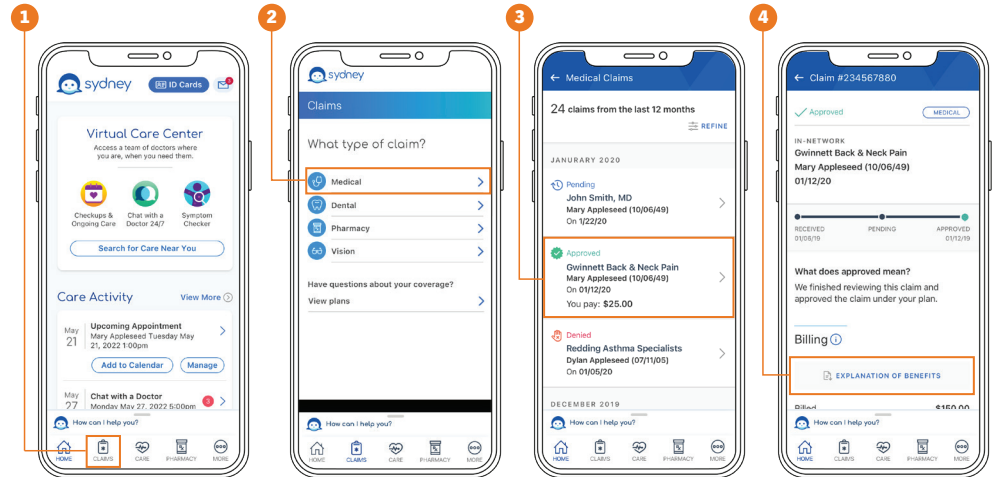 1
2
3
4
sydney
ID Cards
Virtual Care Center
Access a team of doctors where
you are, when you need them.
Checkups &
Ongoing Care
Chat with a
Doctor 24/7
Symptom
Checker
Search for Care Near You
Care Activity
View More
May
21
Upcoming Appointment
Mary Appleseed Tuesday May
21, 2022 1:00pm
Add to Calendar
Manage
May
27
Chat with a Doctor
Monday May 27, 2022 5:00pm
3
How can I help you?
HOME
CLAIMS
CARE
PHARMACY
MORE
sydney
Claims
What type of claim?
Medical
Dental
Pharmacy
Vision
Have questions about your coverage?
View plans
How can I help you?
HOME
CLAIMS
CARE
PHARMACY
MORE
Medical Claims
24 claims from the last 12 months
REFINE
JANURARY 2020
Pending
John Smith, MD
Mary Appleseed (10/06/49)
On 1/22/20
Approved
Gwinnett Back & Neck Pain
Mary Appleseed (10/06/49)
On 01/12/20
You pay: $25.00
Denied
Redding Asthma Specialists
Dylan Appleseed (07/11/05)
On 01/05/20
DECEMBER 2019
How can I help you?
HOME
CLAIMS
CARE
PHARMACY
MORE
Claim #234567880
Approved
MEDICAL
IN-NETWORK
Gwinnett Back & Neck Pain
Mary Appleseed (10/06/49)
01/12/20
RECEIVED
01/08/19
PENDING
APPROVED
01/12/19
What does approved mean?
We finished reviewing this claim and
approved the claim under your plan.
Billing
EXPLANATION OF BENEFITS
Billed
$150.00
How can I help you?
HOME
CLAIMS
CARE
PHARMACY
MORE